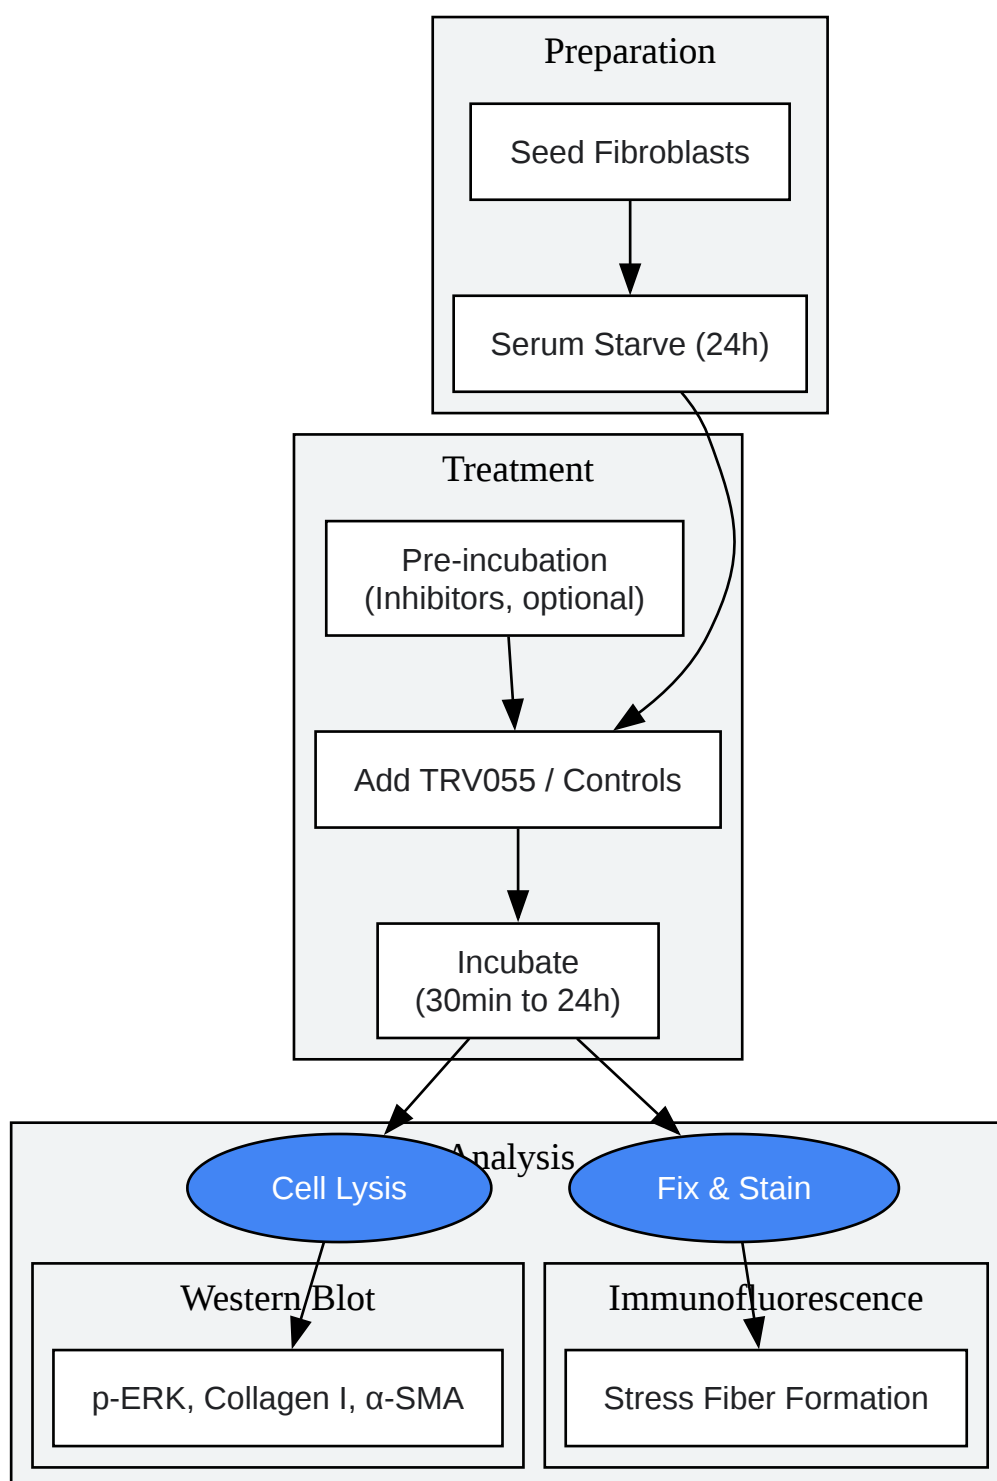 Preparation
Seed Fibroblasts
Serum Starve (24h)
Treatment
Pre-incubation
(Inhibitors, optional)
Add TRV055 / Controls
Incubate
(30min to 24h)
Analysis
Cell Lysis
Fix & Stain
Western Blot
Immunofluorescence
p-ERK, Collagen I, α-SMA
Stress Fiber Formation